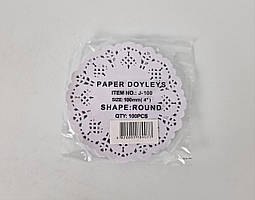 PAPER DOYLEYS
ITEM NO.: J-100
SIZE:100mm( 4")
SHAPE:ROUND
QTY: 100PCS